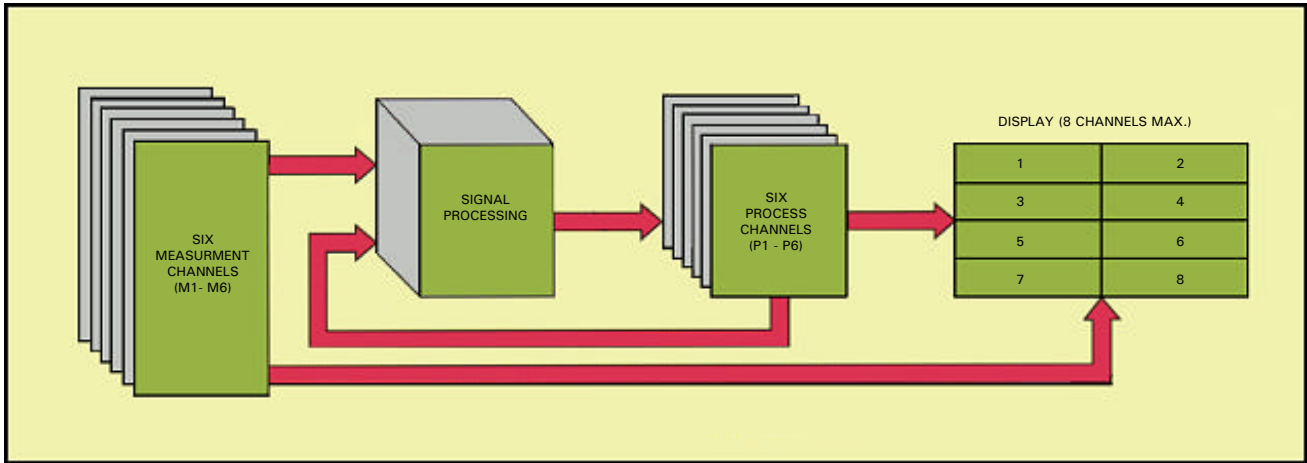 SIX
MEASURMENT
CHANNELS
(M1- M6)
SIGNAL
PROCESSING
SIX
PROCESS
CHANNELS
(P1 - P6)
DISPLAY (8 CHANNELS MAX.)
1 2
3 4
5 6
7 8